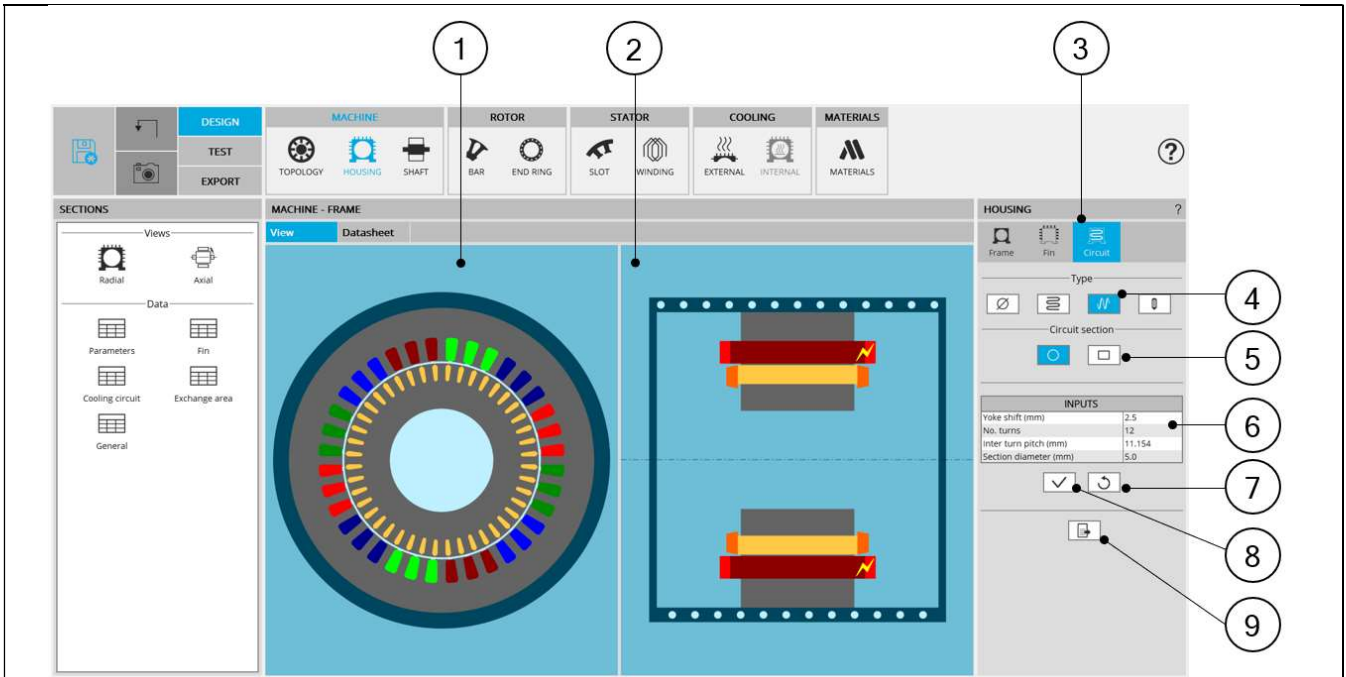 1 2 3
DESIGN
TEST
EXPORT
MACHINE ROTOR STATOR COOLING MATERIALS
TOPOLOGY HOUSING SHAFT BAR END RING SLOT WINDING EXTERNAL INTERNAL MATERIALS
?
SECTIONS
Views
Radial Axial
Data
Parameters Fin
Cooling circuit Exchange area
General
MACHINE - FRAME
View Datasheet
HOUSING ?
Frame Fin Circuit
Type
4
Circuit section
5
INPUTS
Yoke shift (mm) 2.5
No. turns 12
Inter turn pitch (mm) 11.154
Section diameter (mm) 5.0
6
7
8
9